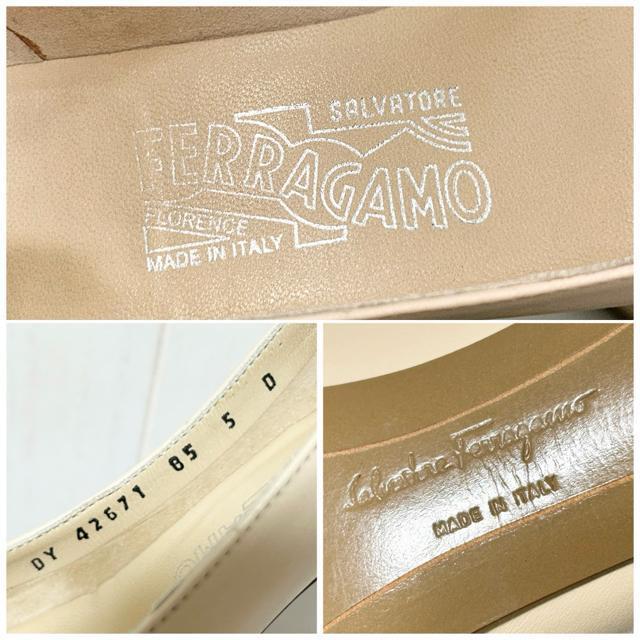 SALVATORE
FERRAGAMO
FLORENCE
MADE IN ITALY
DY 42671 85 5 D
Salvatore Ferragamo
MADE IN ITALY